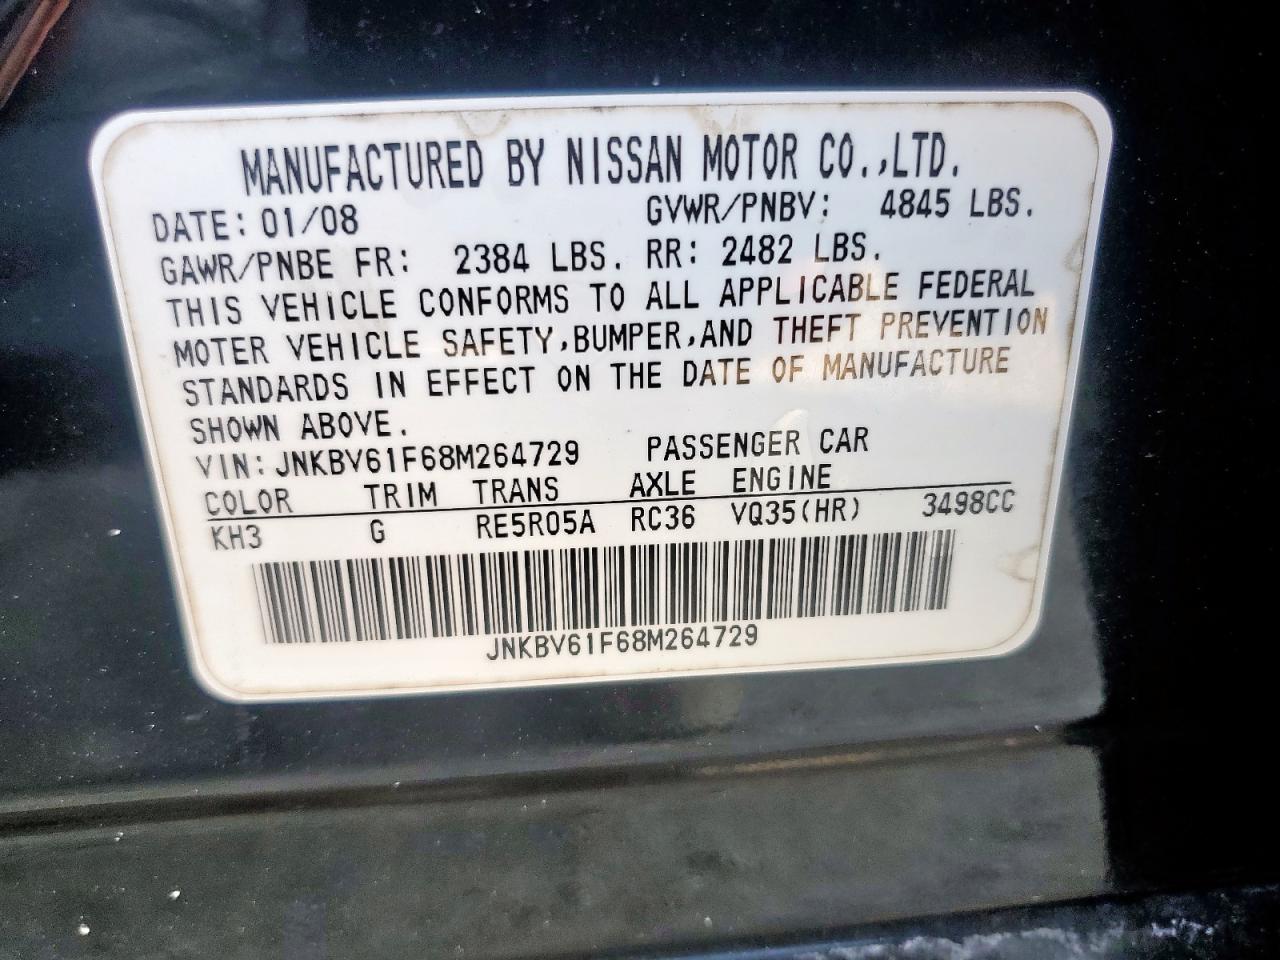 MANUFACTURED BY NISSAN MOTOR CO.,LTD.
DATE: 01/08 GVWR/PNBV: 4845 LBS.
GAWR/PNBE FR: 2384 LBS. RR: 2482 LBS.
THIS VEHICLE CONFORMS TO ALL APPLICABLE FEDERAL
MOTER VEHICLE SAFETY,BUMPER,AND THEFT PREVENTION
STANDARDS IN EFFECT ON THE DATE OF MANUFACTURE
SHOWN ABOVE.
VIN: JNKBV61F68M264729 PASSENGER CAR
COLOR TRIM TRANS AXLE ENGINE
KH3 G RE5R05A RC36 VQ35(HR) 3498CC
JNKBV61F68M264729